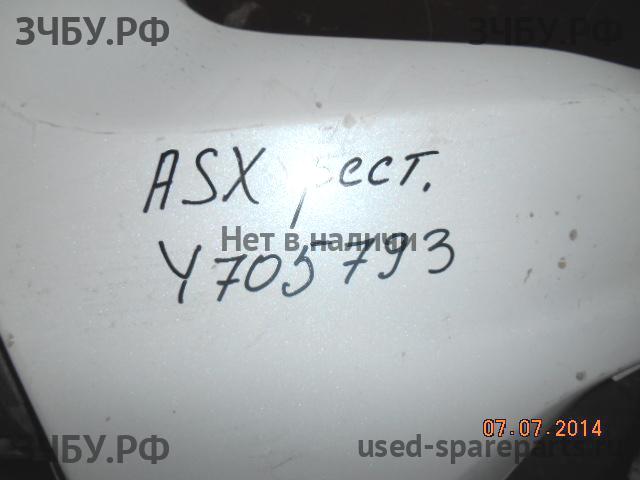 ЗЧБУ.РФ
ЗЧБУ.РФ
ASX рест.
Нет в наличии
Y705793
07.07.2014
ЗЧБУ.РФ
used-spareparts.ru